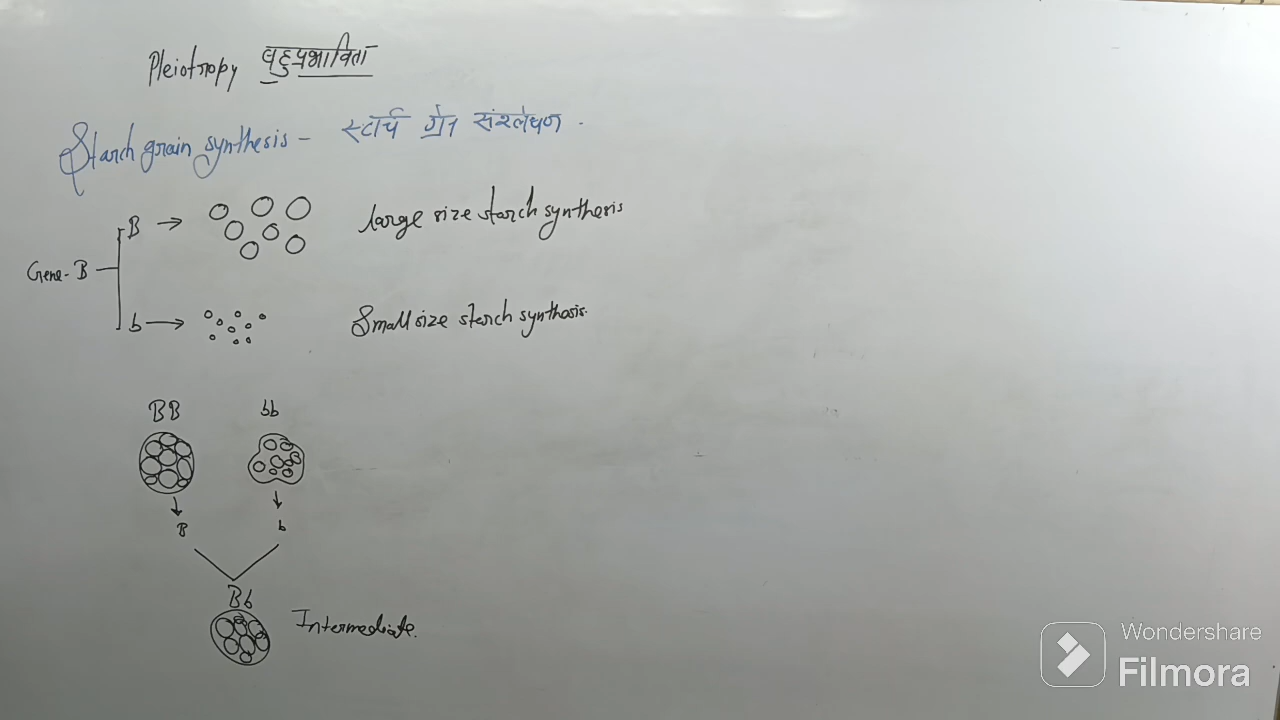 Pleiotropy बहुप्रभाविता
Starch grain synthesis - स्टार्च ग्रेन संश्लेषण.
B → large size starch synthesis
Gene-B
b → Small size starch synthesis.
BB bb
B b
Bb
Intermediate.
Wondershare
Filmora